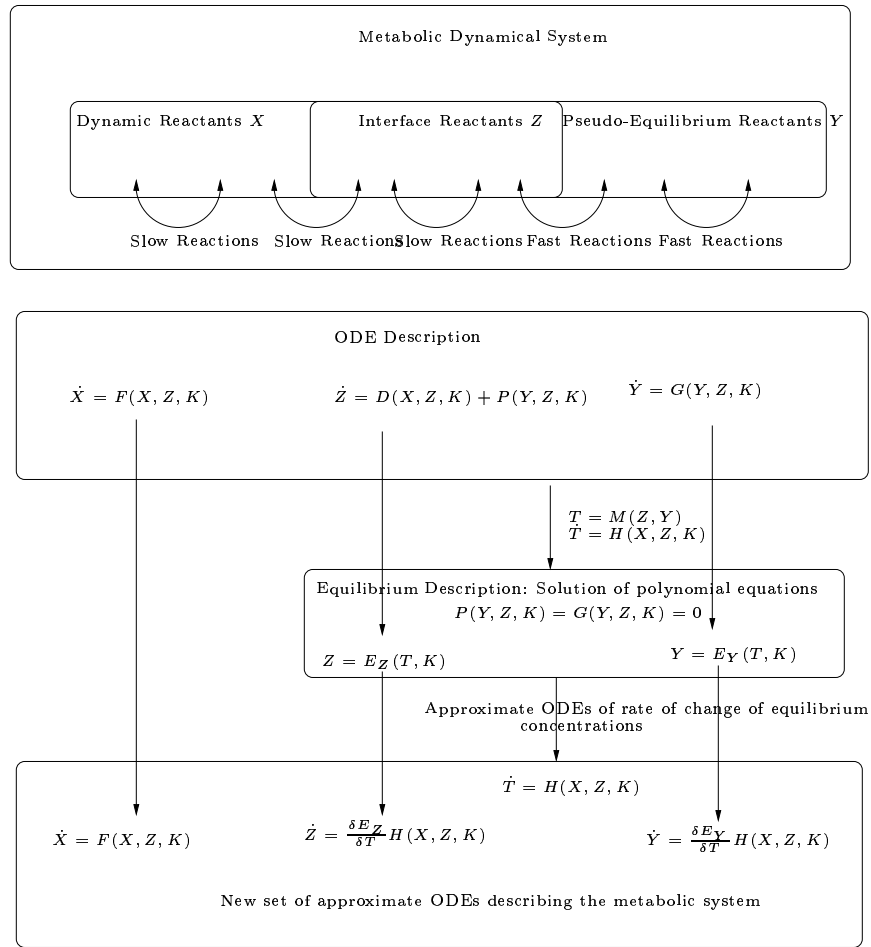 Metabolic Dynamical System
Dynamic Reactants X
Interface Reactants Z
Pseudo-Equilibrium Reactants Y
Slow Reactions
Slow Reactions
Slow Reactions
Fast Reactions
Fast Reactions
ODE Description
Ẋ = F(X, Z, K)
Ż = D(X, Z, K) + P(Y, Z, K)
Ẏ = G(Y, Z, K)
T = M(Z, Y)
Ṫ = H(X, Z, K)
Equilibrium Description: Solution of polynomial equations
P(Y, Z, K) = G(Y, Z, K) = 0
Z = E_Z(T, K)
Y = E_Y(T, K)
Approximate ODEs of rate of change of equilibrium
concentrations
Ṫ = H(X, Z, K)
Ẋ = F(X, Z, K)
Ż = δE_Z/δT H(X, Z, K)
Ẏ = δE_Y/δT H(X, Z, K)
New set of approximate ODEs describing the metabolic system